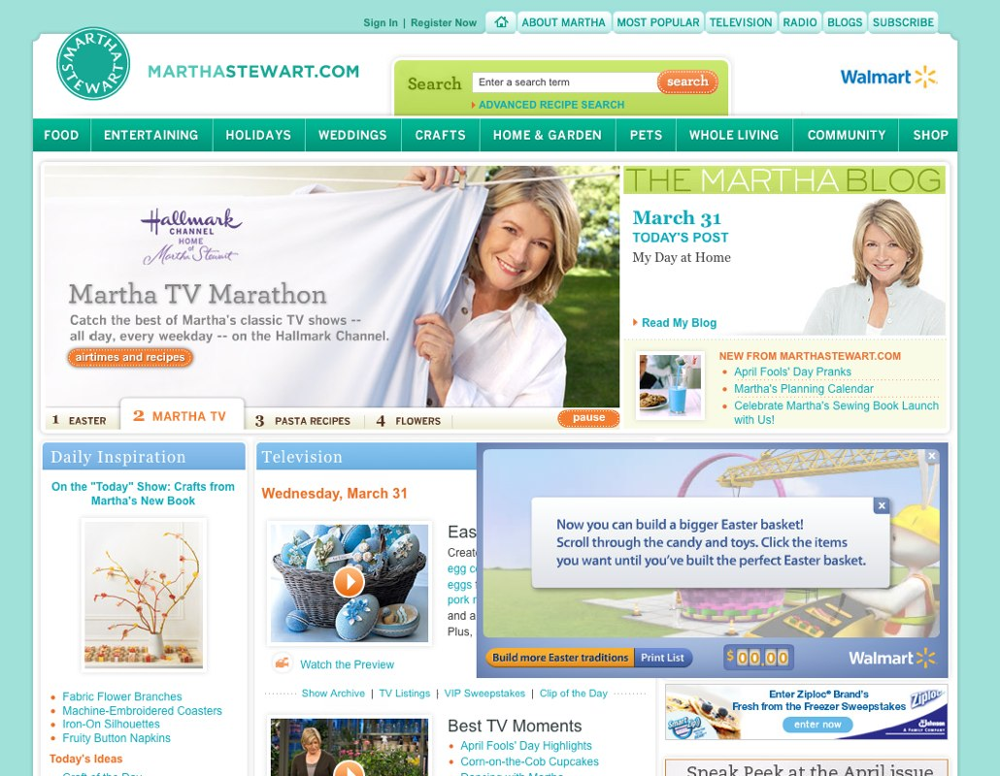 Sign In | Register Now
ABOUT MARTHA
MOST POPULAR
TELEVISION
RADIO
BLOGS
SUBSCRIBE
MARTHA STEWART
MARTHASTEWART.COM
Search
Enter a search term
search
ADVANCED RECIPE SEARCH
Walmart
FOOD
ENTERTAINING
HOLIDAYS
WEDDINGS
CRAFTS
HOME & GARDEN
PETS
WHOLE LIVING
COMMUNITY
SHOP
Hallmark
CHANNEL
HOME
of
Martha Stewart
Martha TV Marathon
Catch the best of Martha's classic TV shows --
all day, every weekday -- on the Hallmark Channel.
airtimes and recipes
1 EASTER
2 MARTHA TV
3 PASTA RECIPES
4 FLOWERS
pause
THE MARTHA BLOG
March 31
TODAY'S POST
My Day at Home
Read My Blog
NEW FROM MARTHASTEWART.COM
April Fools' Day Pranks
Martha's Planning Calendar
Celebrate Martha's Sewing Book Launch
with Us!
Daily Inspiration
On the "Today" Show: Crafts from
Martha's New Book
Fabric Flower Branches
Machine-Embroidered Coasters
Iron-On Silhouettes
Fruity Button Napkins
Today's Ideas
Television
Wednesday, March 31
Eas
Create
egg c
eggs
pork r
and a
Plus,
Watch the Preview
Show Archive | TV Listings | VIP Sweepstakes | Clip of the Day
Best TV Moments
April Fools' Day Highlights
Corn-on-the-Cob Cupcakes
Dancing with Martha
Now you can build a bigger Easter basket!
Scroll through the candy and toys. Click the items
you want until you've built the perfect Easter basket.
Build more Easter traditions
Print List
$00.00
Walmart
Enter Ziploc® Brand's
Fresh from the Freezer Sweepstakes
enter now
Ziploc
Johnson
A FAMILY COMPANY
Sneak Peek at the April issue